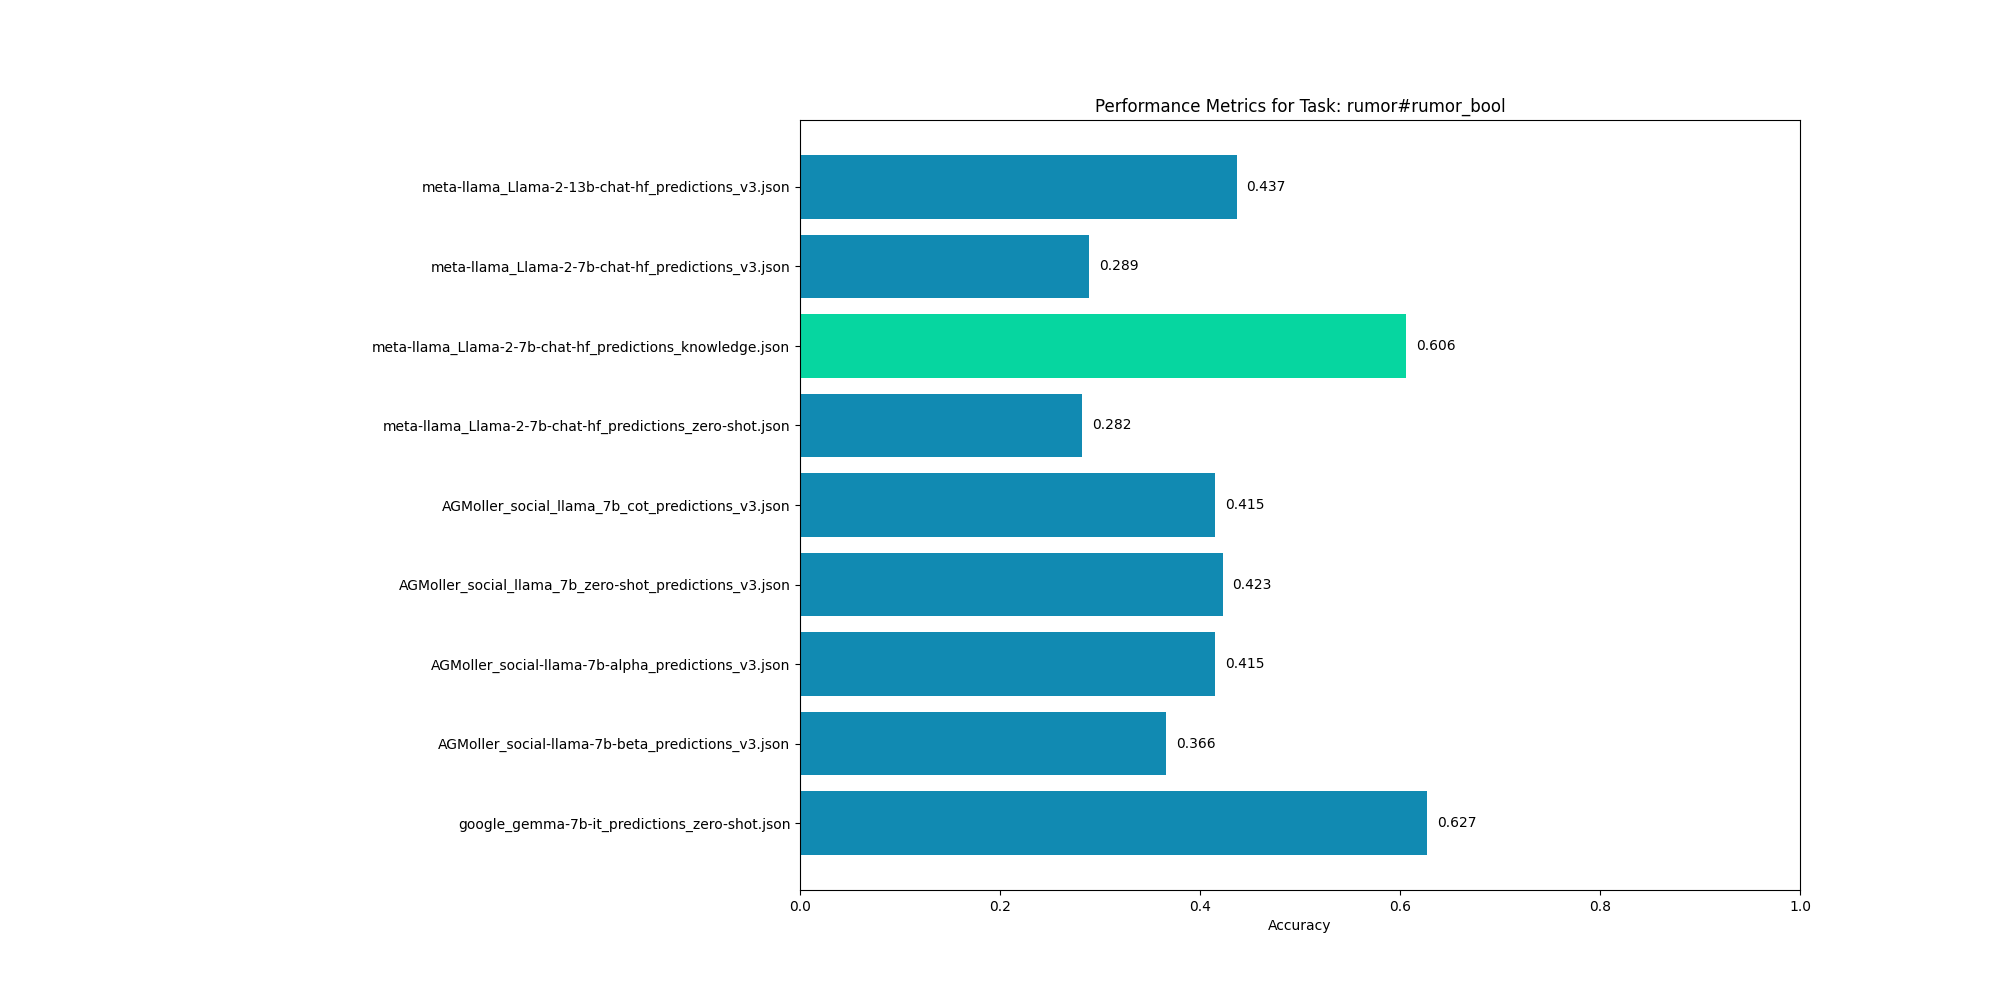 Performance Metrics for Task: rumor#rumor_bool
meta-llama_Llama-2-13b-chat-hf_predictions_v3.json
0.437
meta-llama_Llama-2-7b-chat-hf_predictions_v3.json
0.289
meta-llama_Llama-2-7b-chat-hf_predictions_knowledge.json
0.606
meta-llama_Llama-2-7b-chat-hf_predictions_zero-shot.json
0.282
AGMoller_social_llama_7b_cot_predictions_v3.json
0.415
AGMoller_social_llama_7b_zero-shot_predictions_v3.json
0.423
AGMoller_social-llama-7b-alpha_predictions_v3.json
0.415
AGMoller_social-llama-7b-beta_predictions_v3.json
0.366
google_gemma-7b-it_predictions_zero-shot.json
0.627
0.0 0.2 0.4 0.6 0.8 1.0
Accuracy